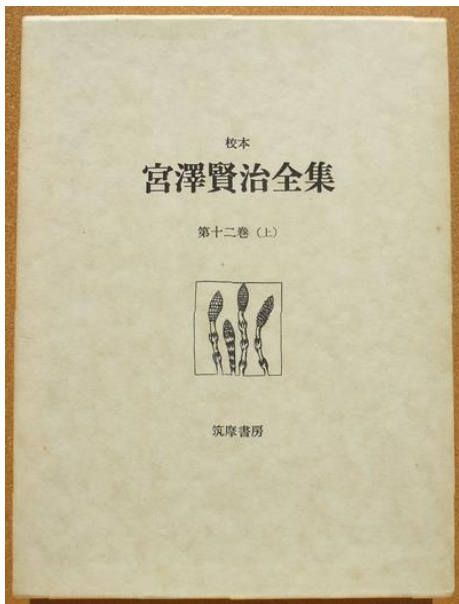 校本
宮澤賢治全集
第十二巻（上）
筑摩書房